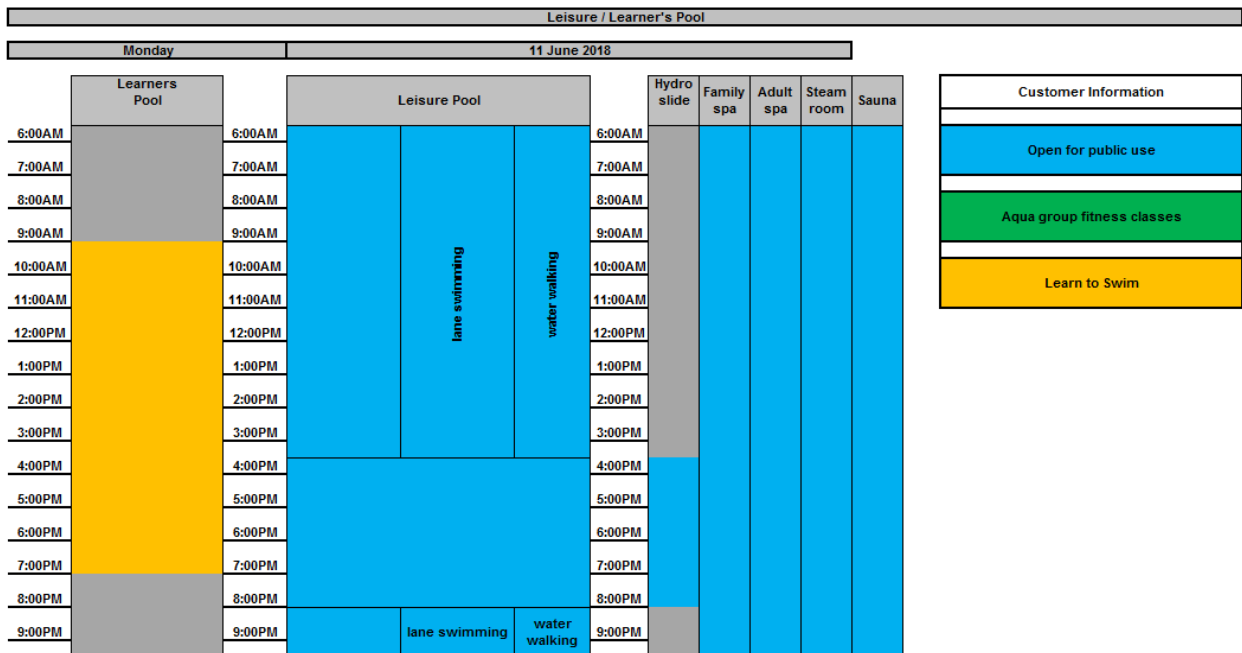 Leisure / Learner's Pool
Monday 11 June 2018
Learners
Pool
Leisure Pool
Hydro
slide
Family
spa
Adult
spa
Steam
room
Sauna
Customer Information
Open for public use
Aqua group fitness classes
Learn to Swim
6:00AM 6:00AM 6:00AM
7:00AM 7:00AM 7:00AM
8:00AM 8:00AM 8:00AM
9:00AM 9:00AM 9:00AM
10:00AM 10:00AM 10:00AM
11:00AM 11:00AM 11:00AM
12:00PM 12:00PM 12:00PM
1:00PM 1:00PM 1:00PM
2:00PM 2:00PM 2:00PM
3:00PM 3:00PM 3:00PM
4:00PM 4:00PM 4:00PM
5:00PM 5:00PM 5:00PM
6:00PM 6:00PM 6:00PM
7:00PM 7:00PM 7:00PM
8:00PM 8:00PM 8:00PM
9:00PM 9:00PM 9:00PM
lane swimming
water walking
lane swimming
water
walking